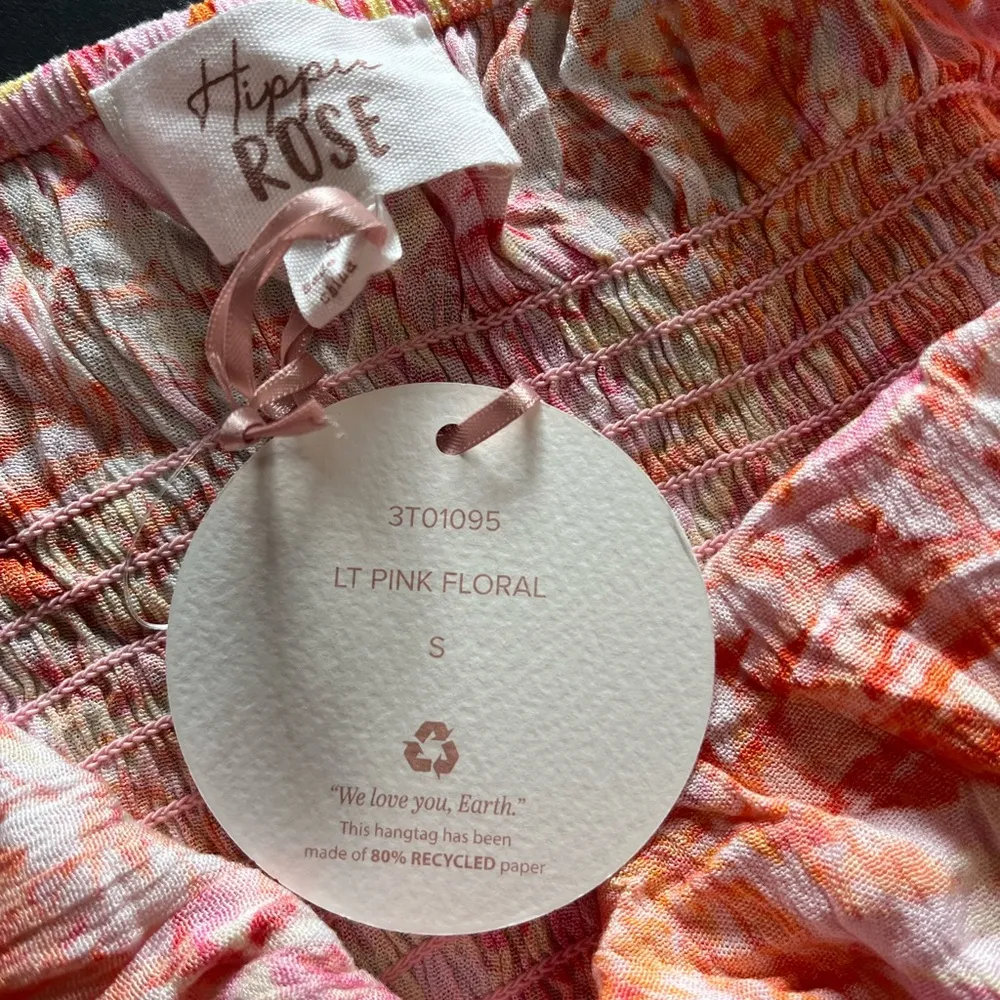 Hippie
ROSE
3T01095
LT PINK FLORAL
S
“We love you, Earth.”
This hangtag has been
made of 80% RECYCLED paper